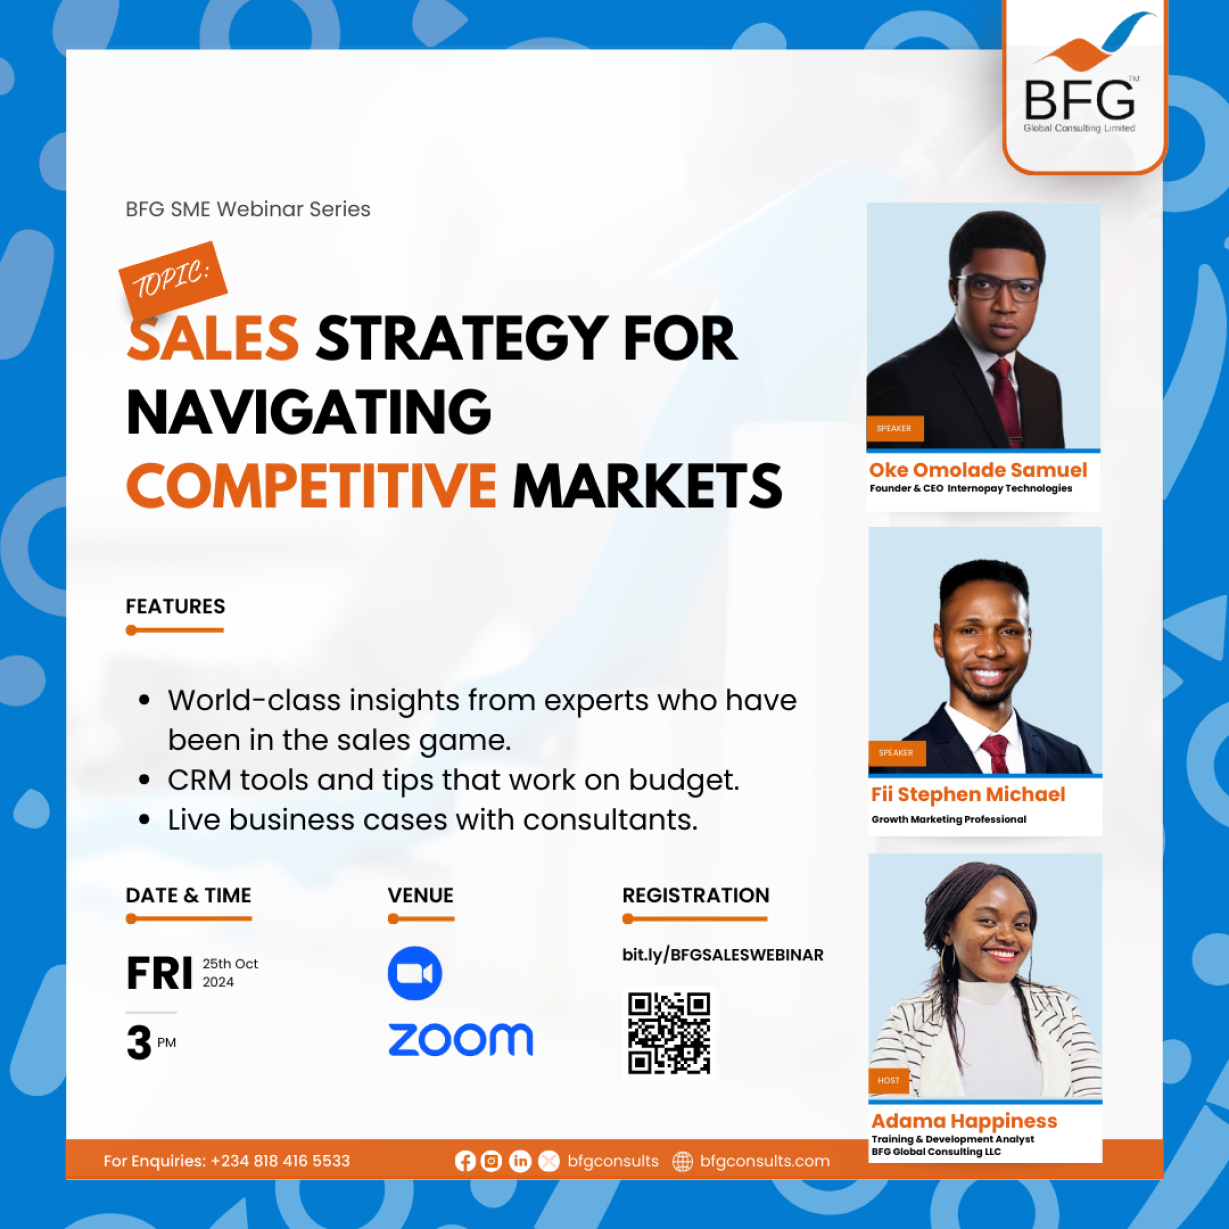 BFG TM
Global Consulting Limited
BFG SME Webinar Series
TOPIC:
SALES STRATEGY FOR
NAVIGATING
COMPETITIVE MARKETS
FEATURES
• World-class insights from experts who have
been in the sales game.
• CRM tools and tips that work on budget.
• Live business cases with consultants.
DATE & TIME
FRI 25th Oct
2024
3 PM
VENUE
zoom
REGISTRATION
bit.ly/BFGSALESWEBINAR
SPEAKER
Oke Omolade Samuel
Founder & CEO Internopay Technologies
SPEAKER
Fii Stephen Michael
Growth Marketing Professional
HOST
Adama Happiness
Training & Development Analyst
BFG Global Consulting LLC
For Enquiries: +234 818 416 5533
bfgconsults
bfgconsults.com